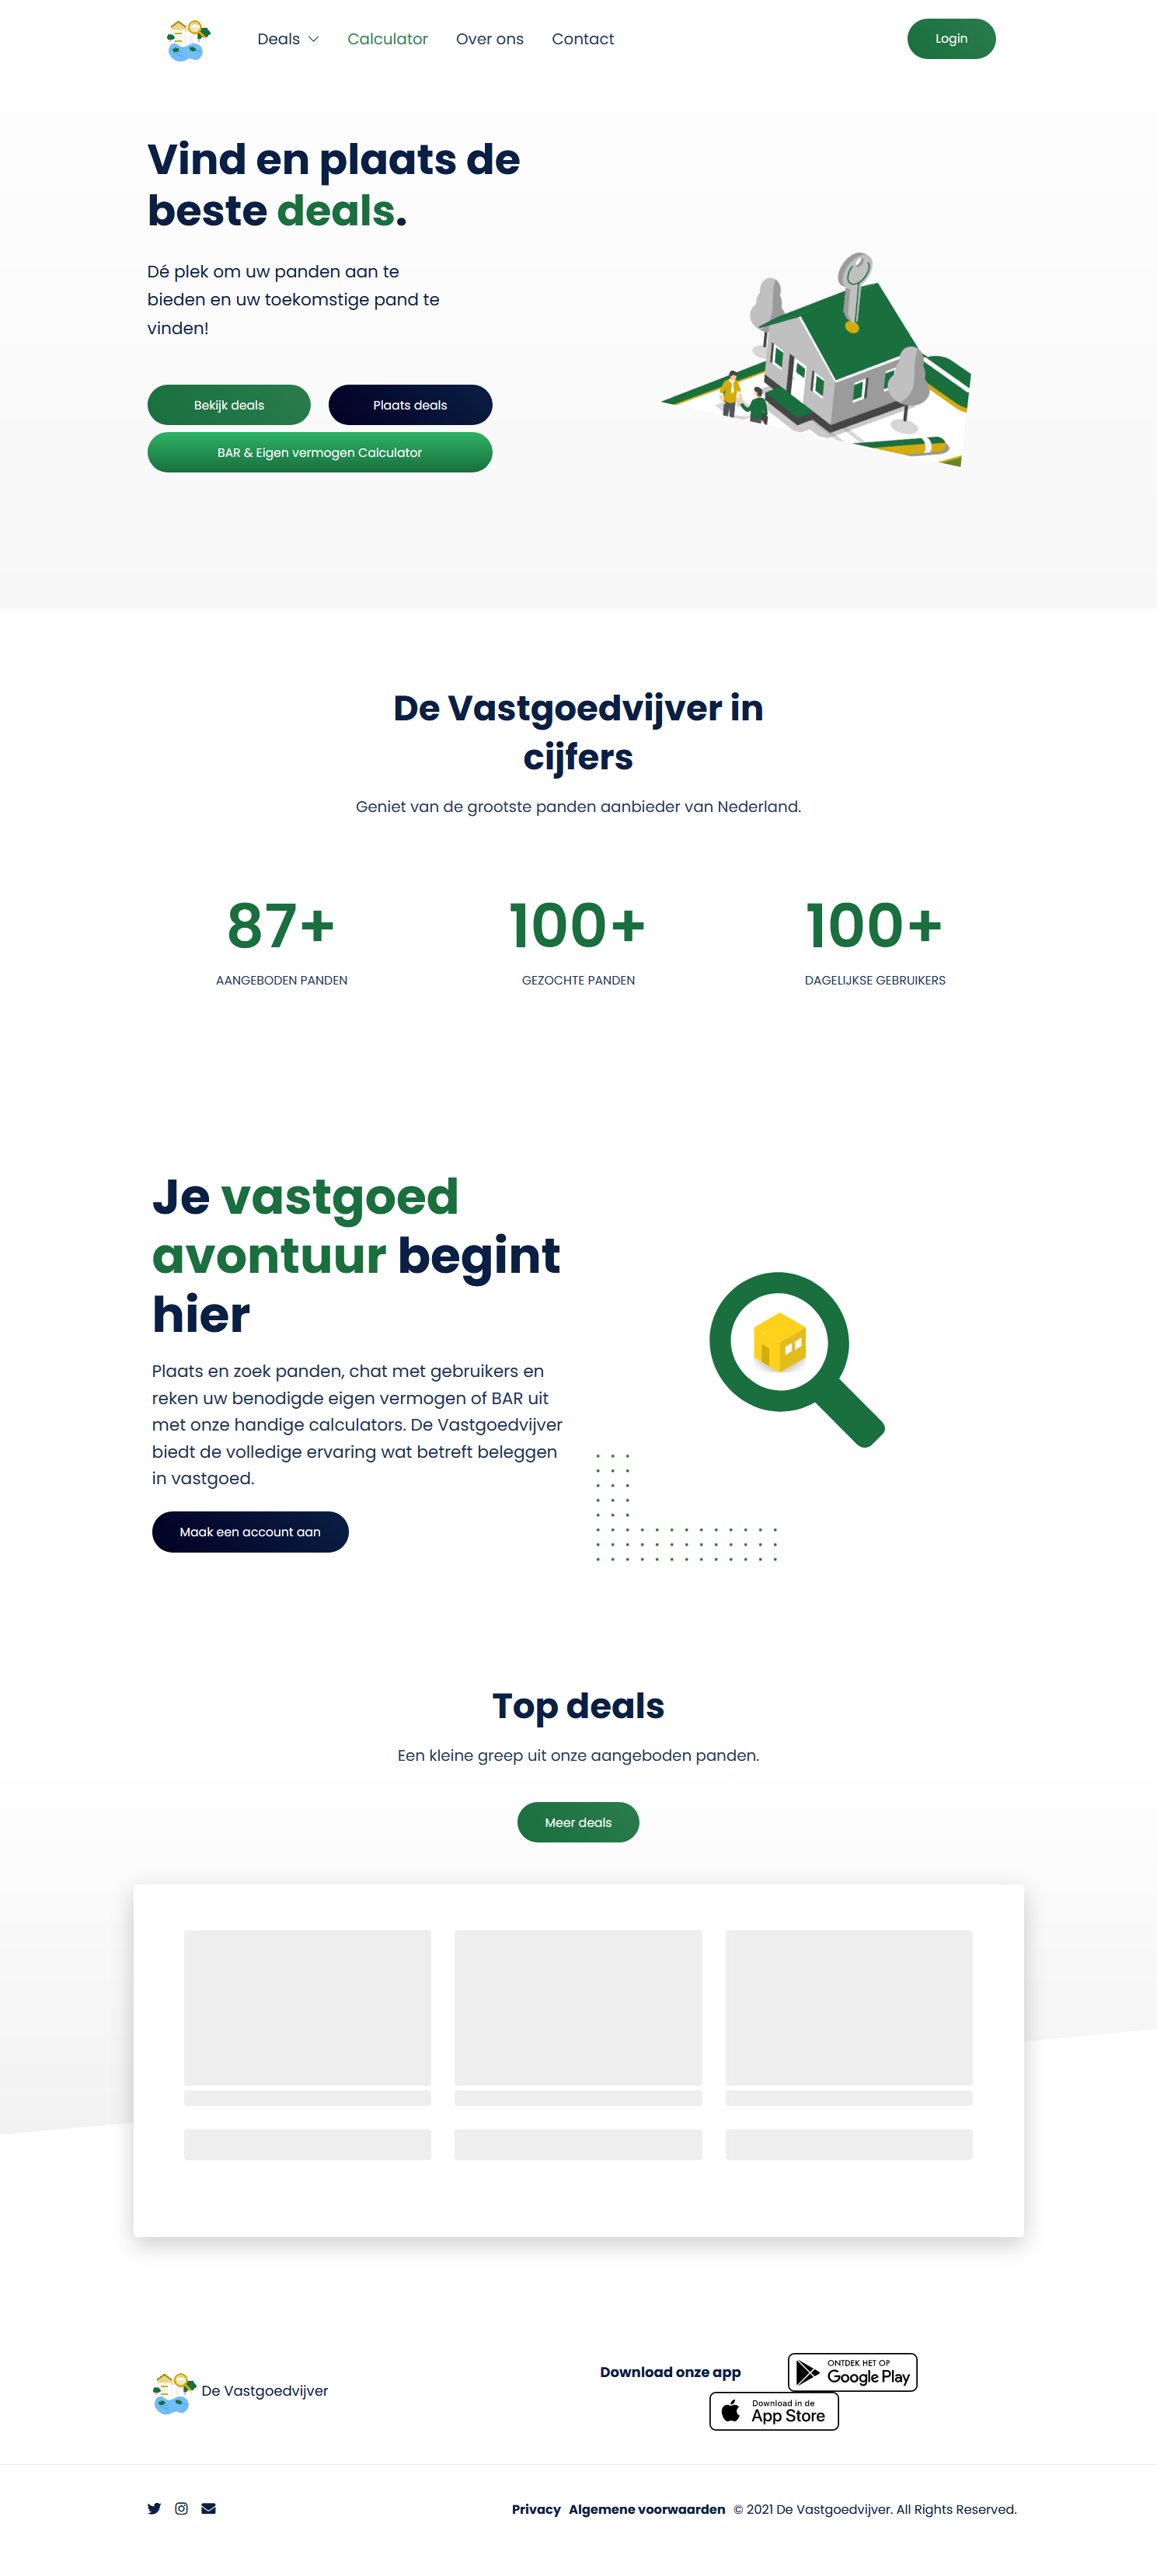 Deals
Calculator
Over ons
Contact
Login
Vind en plaats de
beste deals.
Dé plek om uw panden aan te
bieden en uw toekomstige pand te
vinden!
Bekijk deals
Plaats deals
BAR & Eigen vermogen Calculator
De Vastgoedvijver in
cijfers
Geniet van de grootste panden aanbieder van Nederland.
87+
AANGEBODEN PANDEN
100+
GEZOCHTE PANDEN
100+
DAGELIJKSE GEBRUIKERS
Je vastgoed
avontuur begint
hier
Plaats en zoek panden, chat met gebruikers en
reken uw benodigde eigen vermogen of BAR uit
met onze handige calculators. De Vastgoedvijver
biedt de volledige ervaring wat betreft beleggen
in vastgoed.
Maak een account aan
Top deals
Een kleine greep uit onze aangeboden panden.
Meer deals
De Vastgoedvijver
Download onze app
ONTDEK HET OP
Google Play
Download in de
App Store
Privacy Algemene voorwaarden © 2021 De Vastgoedvijver. All Rights Reserved.